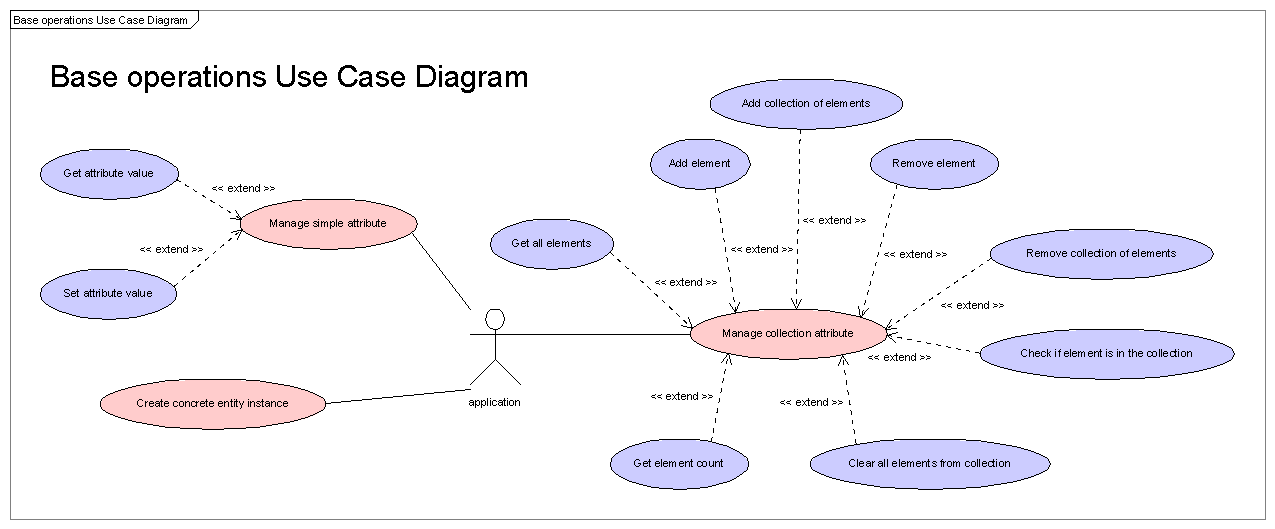 Base operations Use Case Diagram
Base operations Use Case Diagram
Add collection of elements
Add element
Remove element
Get attribute value
<< extend >>
Manage simple attribute
<< extend >>
Get all elements
<< extend >>
<< extend >>
<< extend >>
Remove collection of elements
<< extend >>
<< extend >>
Set attribute value
<< extend >>
Manage collection attribute
Check if element is in the collection
<< extend >>
Create concrete entity instance
application
<< extend >>
<< extend >>
Get element count
Clear all elements from collection